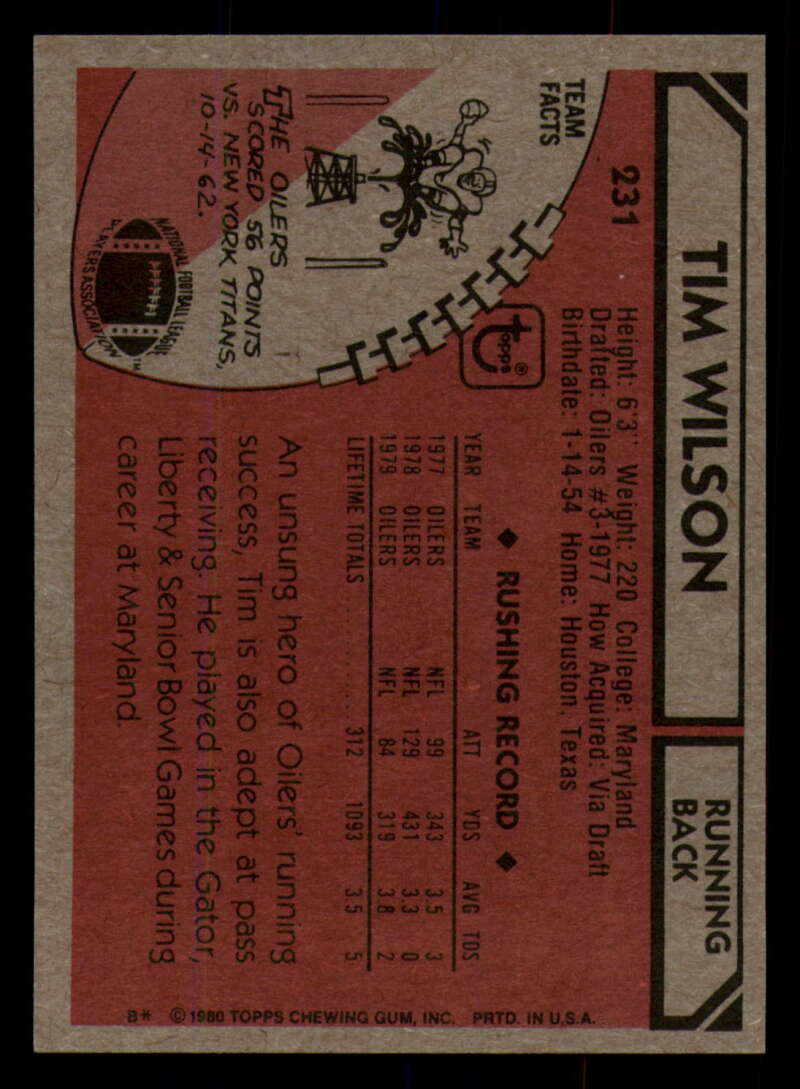 TIM WILSON
RUNNING
BACK
231
Height: 6'3" Weight: 220 College: Maryland
Drafted: Oilers #3-1977 How Acquired: Via Draft
Birthdate: 1-14-54 Home: Houston, Texas
TEAM
FACTS
THE OILERS
SCORED 56 POINTS
VS. NEW YORK TITANS,
10-14-62.
NATIONAL FOOTBALL LEAGUE
PLAYERS ASSOCIATION™
topps®
◆ RUSHING RECORD ◆
YEAR TEAM ATT YDS AVG TDS
1977 OILERS NFL 99 343 3.5 3
1978 OILERS NFL 129 431 3.3 0
1979 OILERS NFL 84 319 3.8 2
LIFETIME TOTALS . . . . . . . . . . . . 312 1093 3.5 5
An unsung hero of Oilers' running
success, Tim is also adept at pass
receiving. He played in the Gator,
Liberty & Senior Bowl Games during
career at Maryland.
B* © 1980 TOPPS CHEWING GUM, INC. PRTD. IN U.S.A.